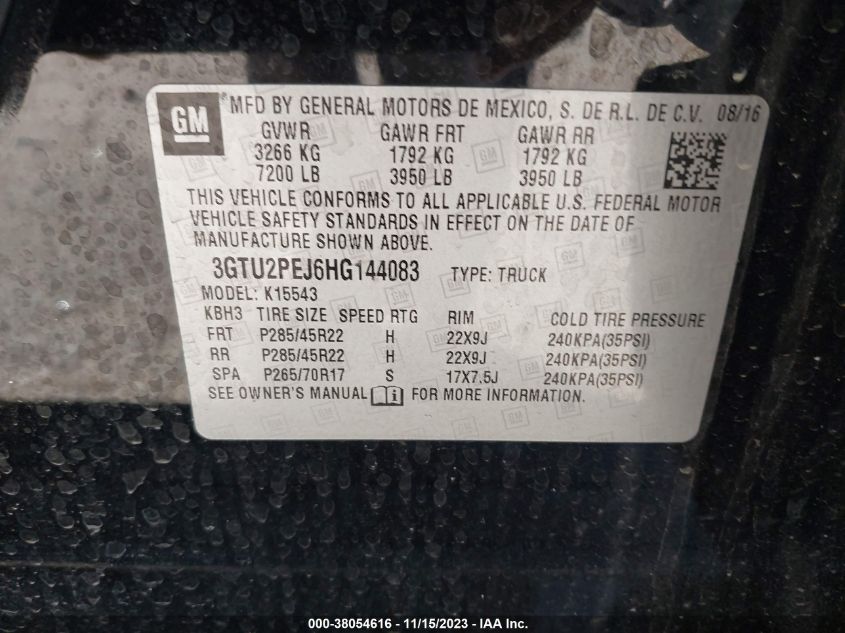 GM MFD BY GENERAL MOTORS DE MEXICO, S. DE R.L. DE C.V. 08/16
GVWR GAWR FRT GAWR RR
3266 KG 1792 KG 1792 KG
7200 LB 3950 LB 3950 LB
THIS VEHICLE CONFORMS TO ALL APPLICABLE U.S. FEDERAL MOTOR
VEHICLE SAFETY STANDARDS IN EFFECT ON THE DATE OF
MANUFACTURE SHOWN ABOVE.
3GTU2PEJ6HG144083 TYPE: TRUCK
MODEL: K15543
KBH3 TIRE SIZE SPEED RTG RIM COLD TIRE PRESSURE
FRT P285/45R22 H 22X9J 240KPA(35PSI)
RR P285/45R22 H 22X9J 240KPA(35PSI)
SPA P265/70R17 S 17X7.5J 240KPA(35PSI)
SEE OWNER'S MANUAL i FOR MORE INFORMATION.
000-38054616 - 11/15/2023 - IAA Inc.